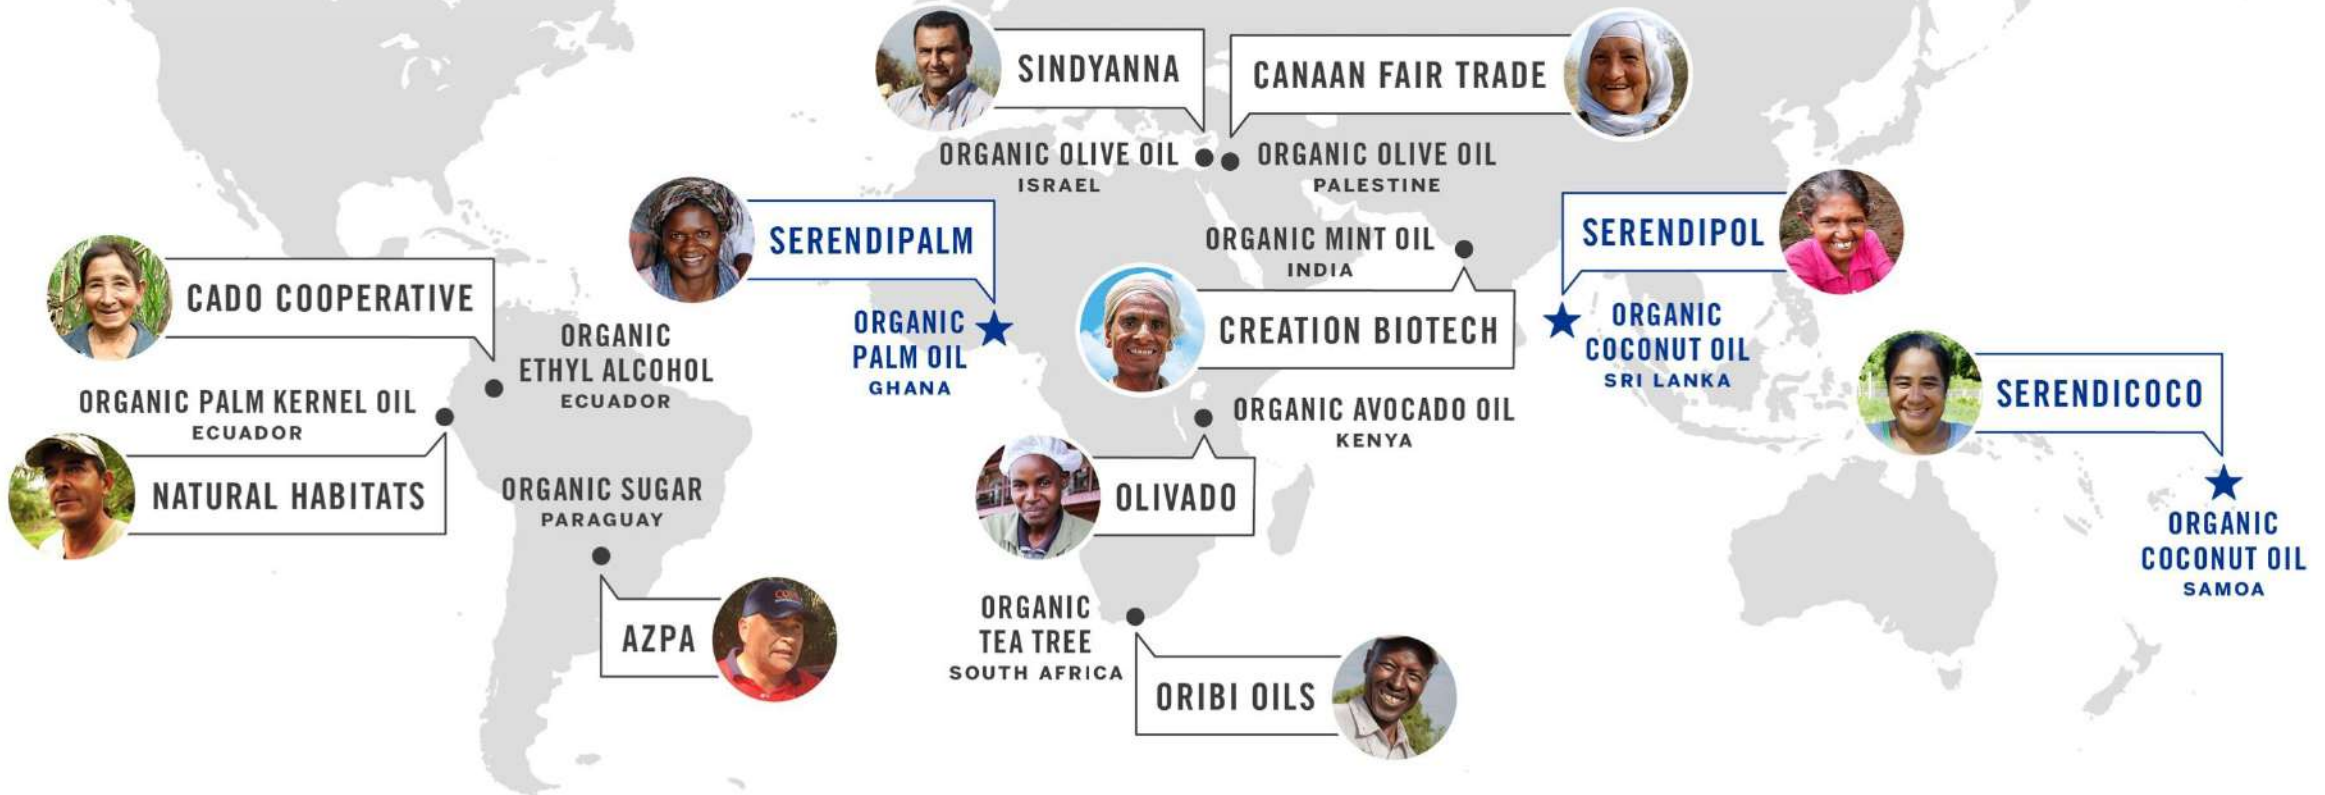 SINDYANNA
ORGANIC OLIVE OIL
ISRAEL
CANAAN FAIR TRADE
ORGANIC OLIVE OIL
PALESTINE
SERENDIPALM
ORGANIC
PALM OIL
GHANA
ORGANIC MINT OIL
INDIA
CREATION BIOTECH
SERENDIPOL
ORGANIC
COCONUT OIL
SRI LANKA
CADO COOPERATIVE
ORGANIC
ETHYL ALCOHOL
ECUADOR
ORGANIC PALM KERNEL OIL
ECUADOR
NATURAL HABITATS
ORGANIC SUGAR
PARAGUAY
AZPA
ORGANIC AVOCADO OIL
KENYA
OLIVADO
ORGANIC
TEA TREE
SOUTH AFRICA
ORIBI OILS
SERENDICOCO
ORGANIC
COCONUT OIL
SAMOA